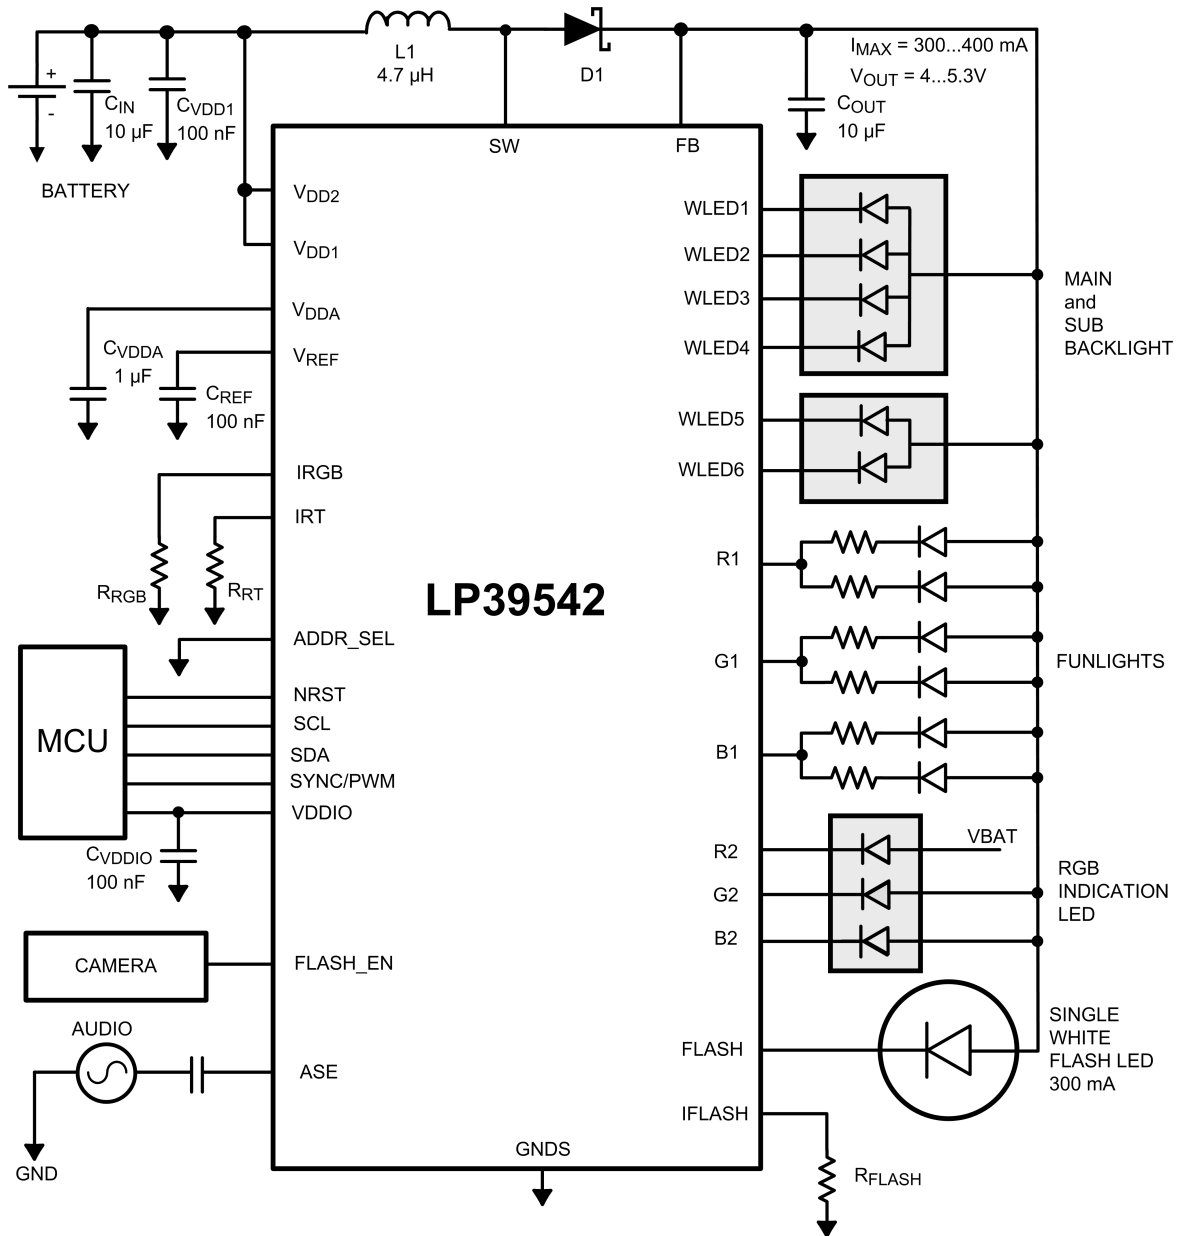 L1
4.7 µH
D1
IMAX = 300...400 mA
VOUT = 4...5.3V
+
-
CIN
10 µF
CVDD1
100 nF
COUT
10 µF
BATTERY
SW
FB
VDD2
VDD1
VDDA
VREF
CVDDA
1 µF
CREF
100 nF
IRGB
IRT
RRGB
RRT
ADDR_SEL
NRST
SCL
SDA
SYNC/PWM
VDDIO
MCU
CVDDIO
100 nF
CAMERA
FLASH_EN
AUDIO
ASE
GND
LP39542
GNDS
WLED1
WLED2
WLED3
WLED4
WLED5
WLED6
R1
G1
B1
R2
G2
B2
FLASH
IFLASH
MAIN
and
SUB
BACKLIGHT
FUNLIGHTS
VBAT
RGB
INDICATION
LED
SINGLE
WHITE
FLASH LED
300 mA
RFLASH